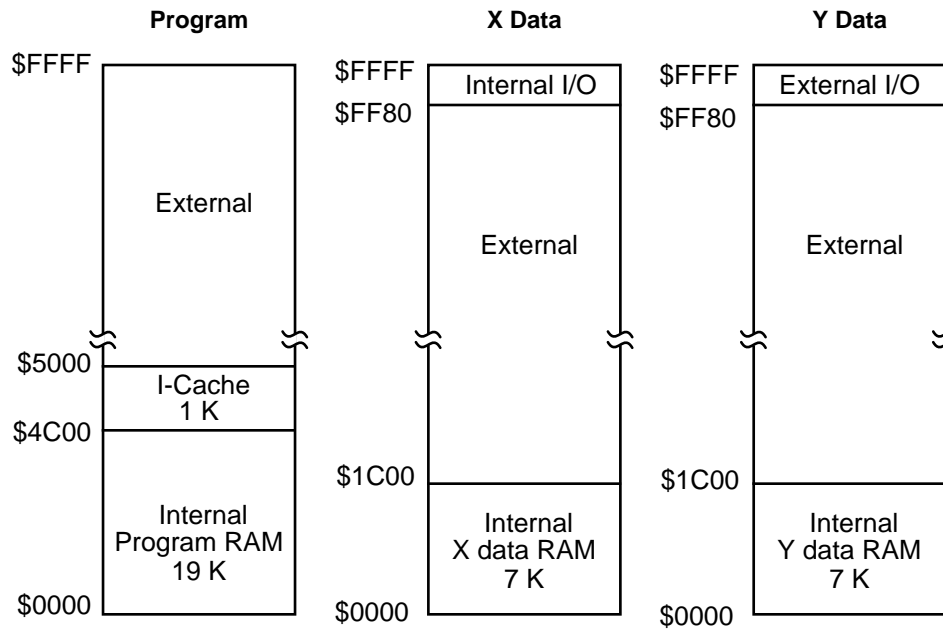 Program
$FFFF
External
$5000
I-Cache
1 K
$4C00
Internal
Program RAM
19 K
$0000
X Data
$FFFF
Internal I/O
$FF80
External
$1C00
Internal
X data RAM
7 K
$0000
Y Data
$FFFF
External I/O
$FF80
External
$1C00
Internal
Y data RAM
7 K
$0000